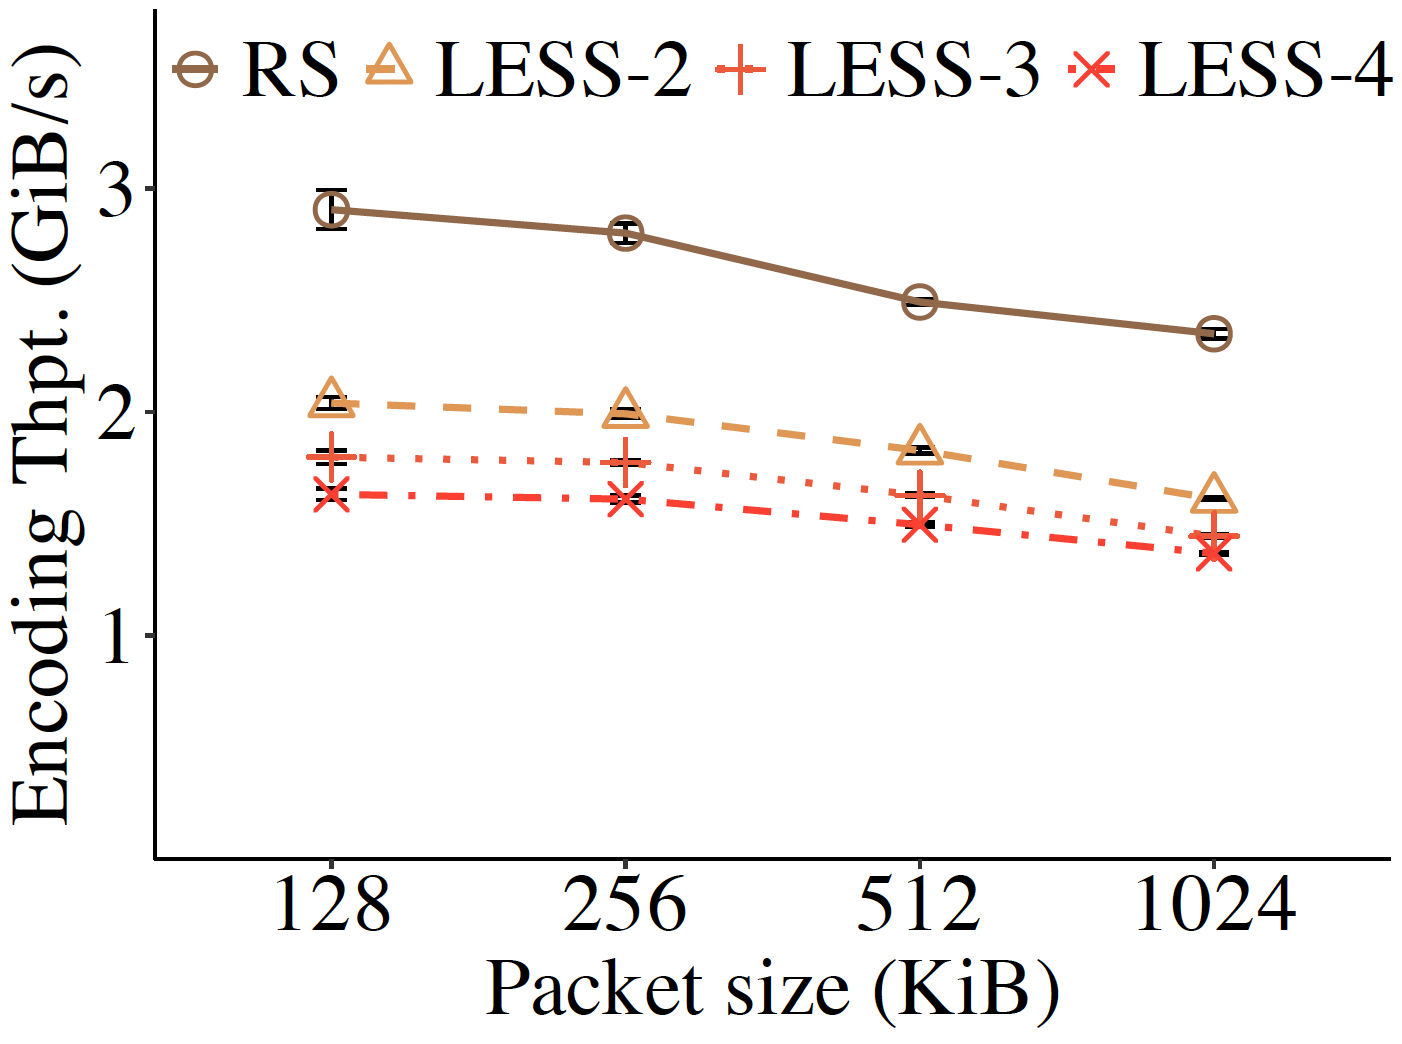 RS LESS-2 LESS-3 LESS-4
Encoding Thpt. (GiB/s)
3
2
1
128 256 512 1024
Packet size (KiB)